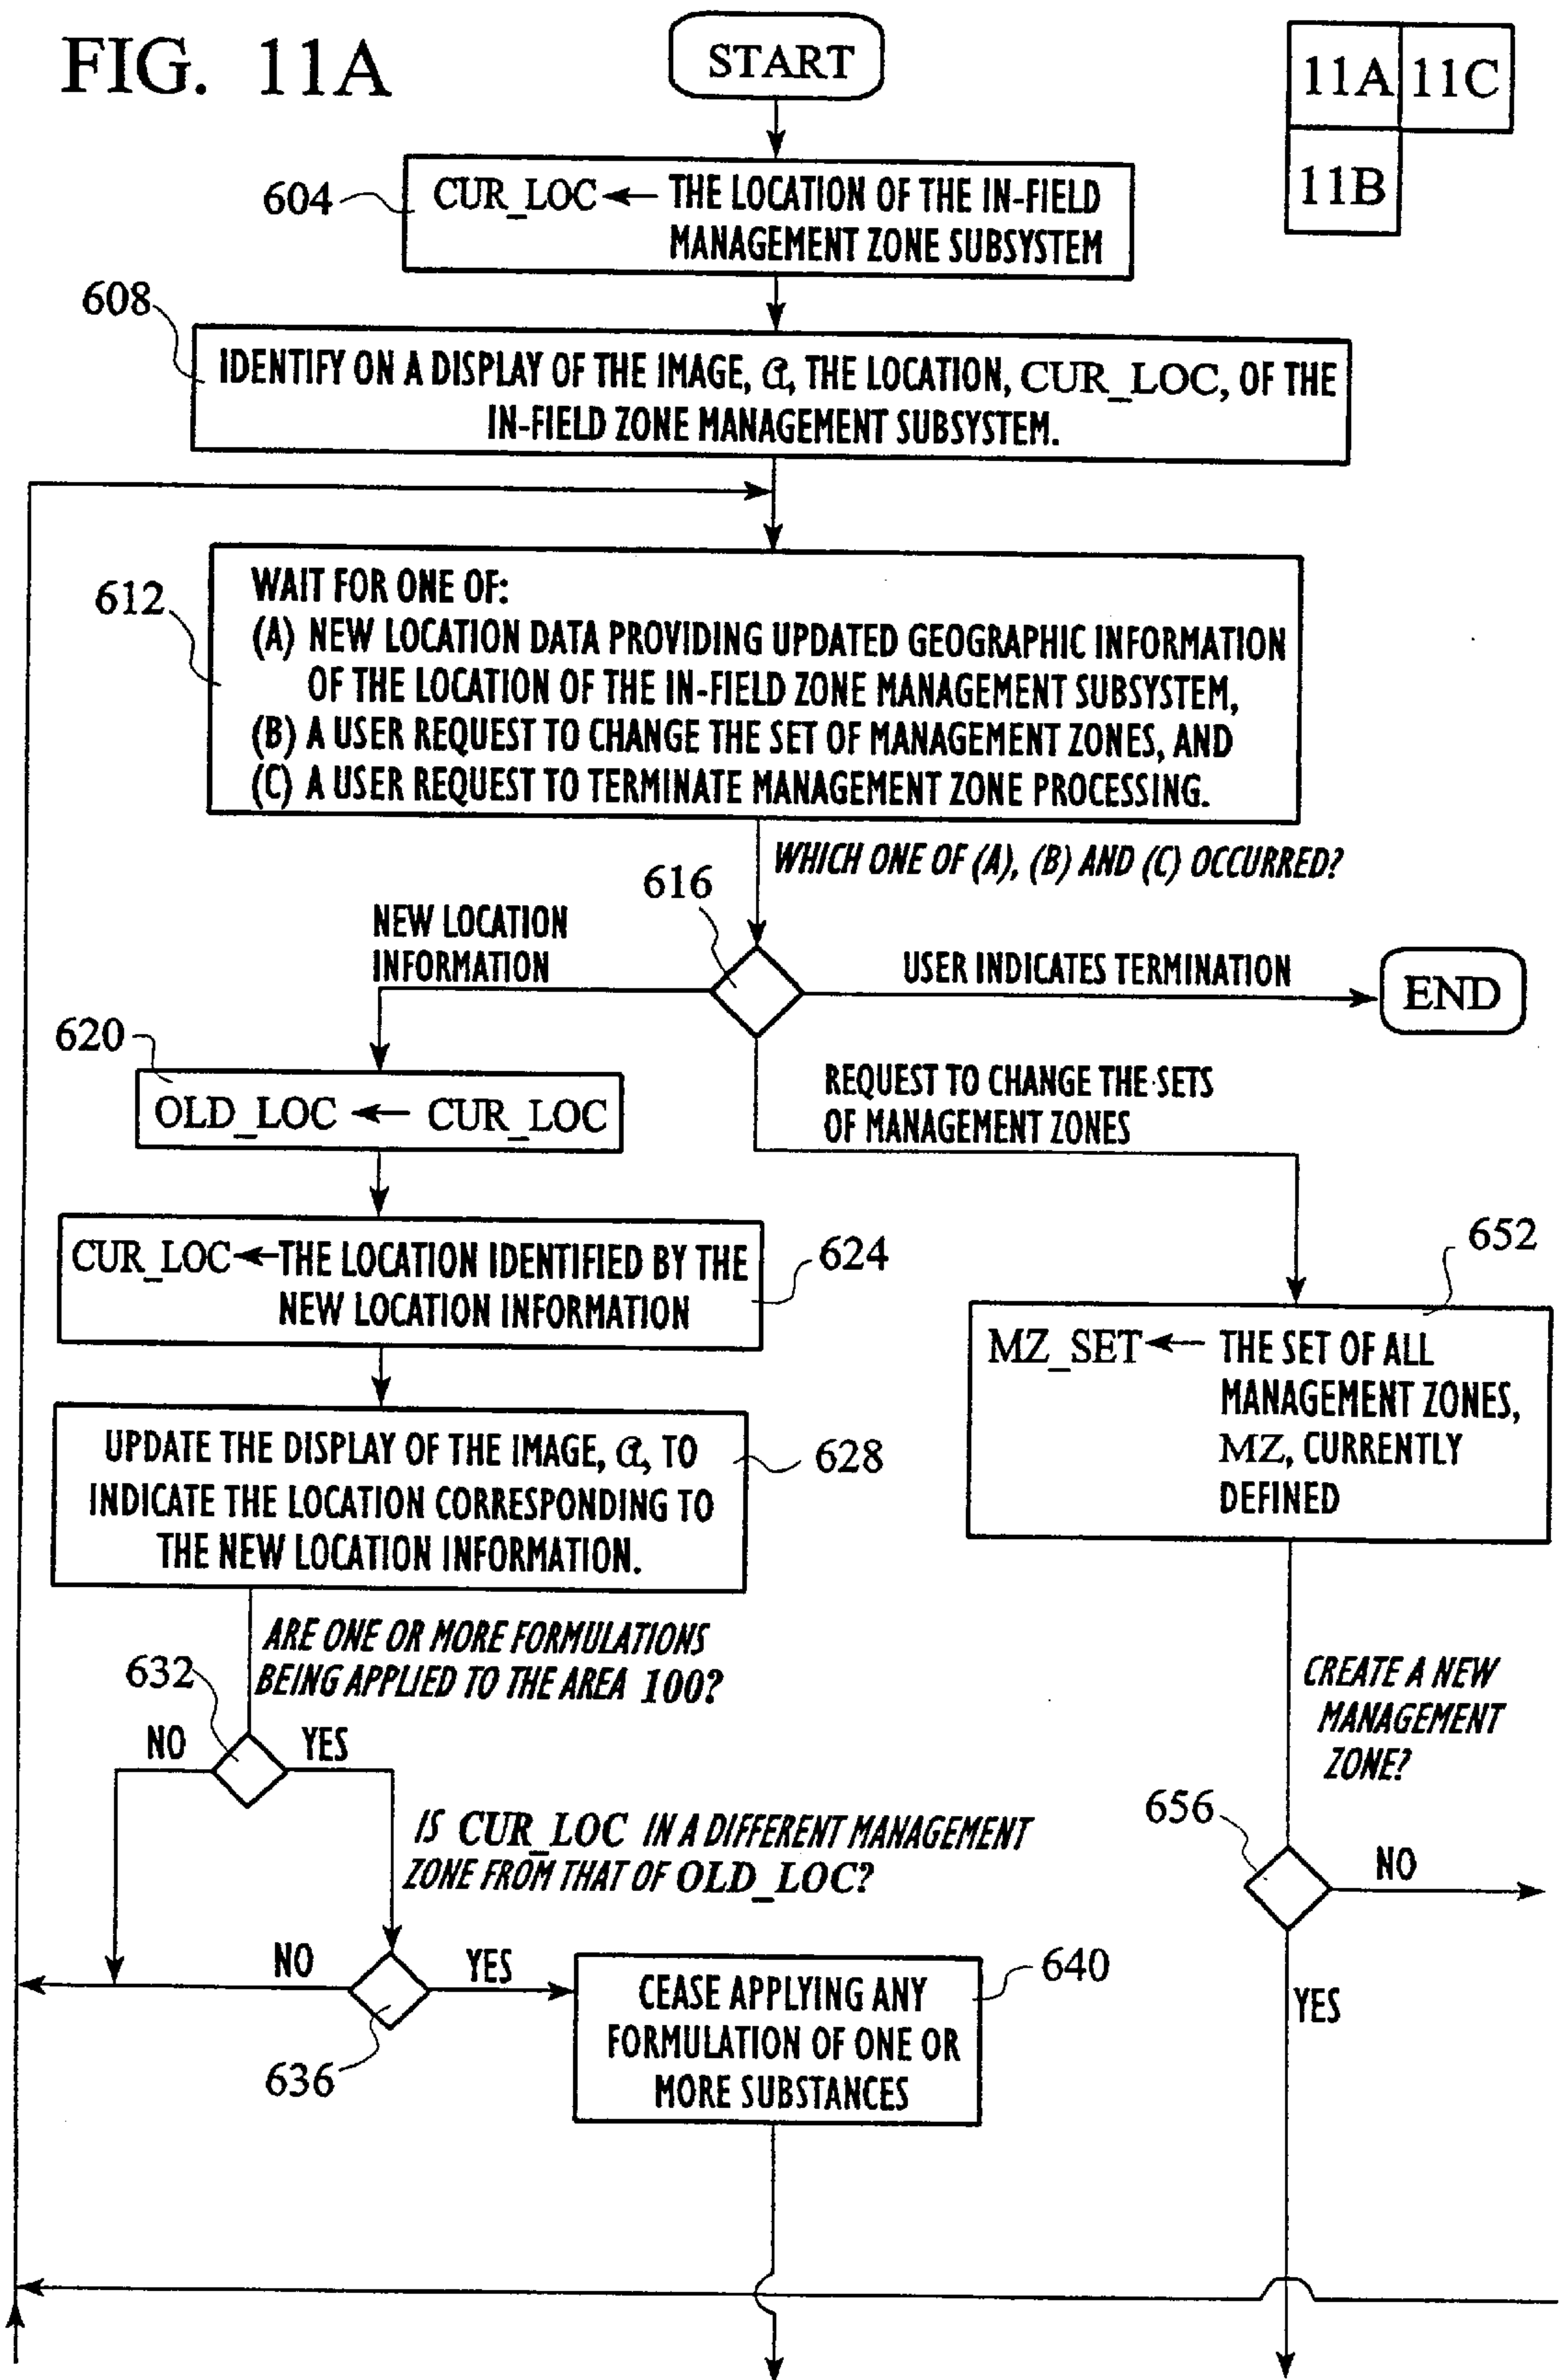 FIG. 11A
START
11A 11C
11B
604
CUR_LOC ← THE LOCATION OF THE IN-FIELD
MANAGEMENT ZONE SUBSYSTEM
608
IDENTIFY ON A DISPLAY OF THE IMAGE, a, THE LOCATION, CUR_LOC, OF THE
IN-FIELD ZONE MANAGEMENT SUBSYSTEM.
612
WAIT FOR ONE OF:
(A) NEW LOCATION DATA PROVIDING UPDATED GEOGRAPHIC INFORMATION
OF THE LOCATION OF THE IN-FIELD ZONE MANAGEMENT SUBSYSTEM,
(B) A USER REQUEST TO CHANGE THE SET OF MANAGEMENT ZONES, AND
(C) A USER REQUEST TO TERMINATE MANAGEMENT ZONE PROCESSING.
WHICH ONE OF (A), (B) AND (C) OCCURRED?
616
NEW LOCATION
INFORMATION
USER INDICATES TERMINATION
END
620
OLD_LOC ← CUR_LOC
REQUEST TO CHANGE THE SETS
OF MANAGEMENT ZONES
CUR_LOC ← THE LOCATION IDENTIFIED BY THE
NEW LOCATION INFORMATION
624
652
MZ_SET ← THE SET OF ALL
MANAGEMENT ZONES,
MZ, CURRENTLY
DEFINED
UPDATE THE DISPLAY OF THE IMAGE, a, TO
INDICATE THE LOCATION CORRESPONDING TO
THE NEW LOCATION INFORMATION.
628
ARE ONE OR MORE FORMULATIONS
BEING APPLIED TO THE AREA 100?
632
NO
YES
CREATE A NEW
MANAGEMENT
ZONE?
656
NO
YES
IS CUR_LOC IN A DIFFERENT MANAGEMENT
ZONE FROM THAT OF OLD_LOC?
NO
YES
636
CEASE APPLYING ANY
FORMULATION OF ONE OR
MORE SUBSTANCES
640